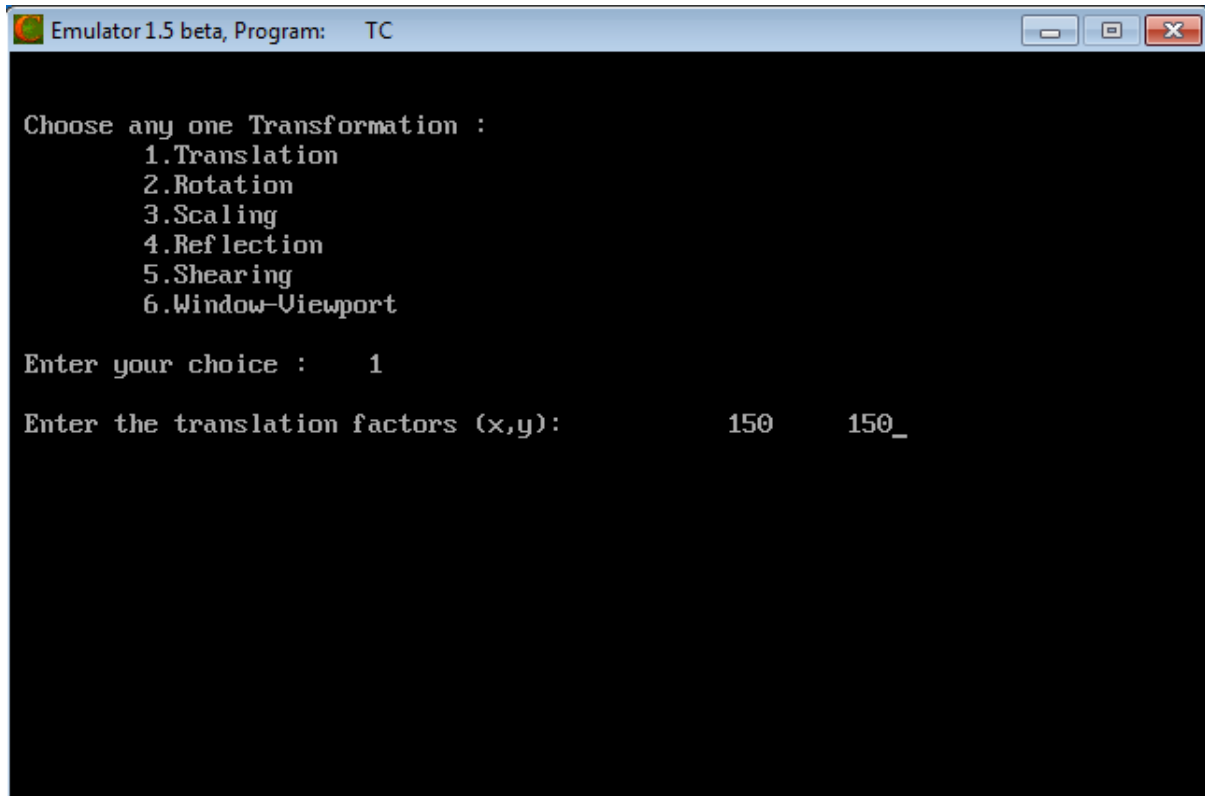 Emulator 1.5 beta, Program: TC
Choose any one Transformation :
1.Translation
2.Rotation
3.Scaling
4.Reflection
5.Shearing
6.Window-Viewport
Enter your choice : 1
Enter the translation factors (x,y): 150 150_